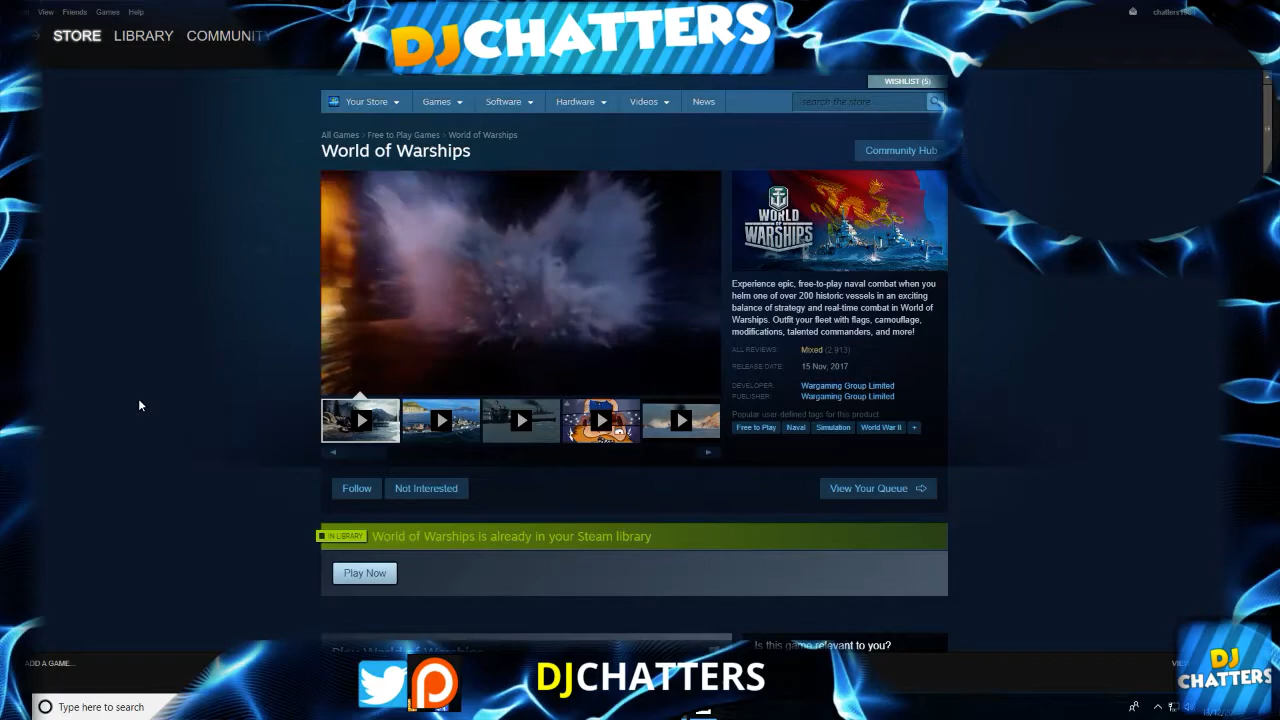 View Friends Games Help
chatters1964
STORE LIBRARY COMMUNITY
DJCHATTERS
WISHLIST (5)
Your Store Games Software Hardware Videos News
search the store
All Games > Free to Play Games > World of Warships
World of Warships
Community Hub
WORLD OF WARSHIPS
Experience epic, free-to-play naval combat when you
helm one of over 200 historic vessels in an exciting
balance of strategy and real-time combat in World of
Warships. Outfit your fleet with flags, camouflage,
modifications, talented commanders, and more!
ALL REVIEWS: Mixed (2,913)
RELEASE DATE: 15 Nov, 2017
DEVELOPER: Wargaming Group Limited
PUBLISHER: Wargaming Group Limited
Popular user-defined tags for this product
Free to Play Naval Simulation World War II +
Follow Not Interested
View Your Queue
IN LIBRARY World of Warships is already in your Steam library
Play Now
Play World of Warships
Is this game relevant to you?
ADD A GAME...
DJCHATTERS
DJ CHATTERS
Type here to search